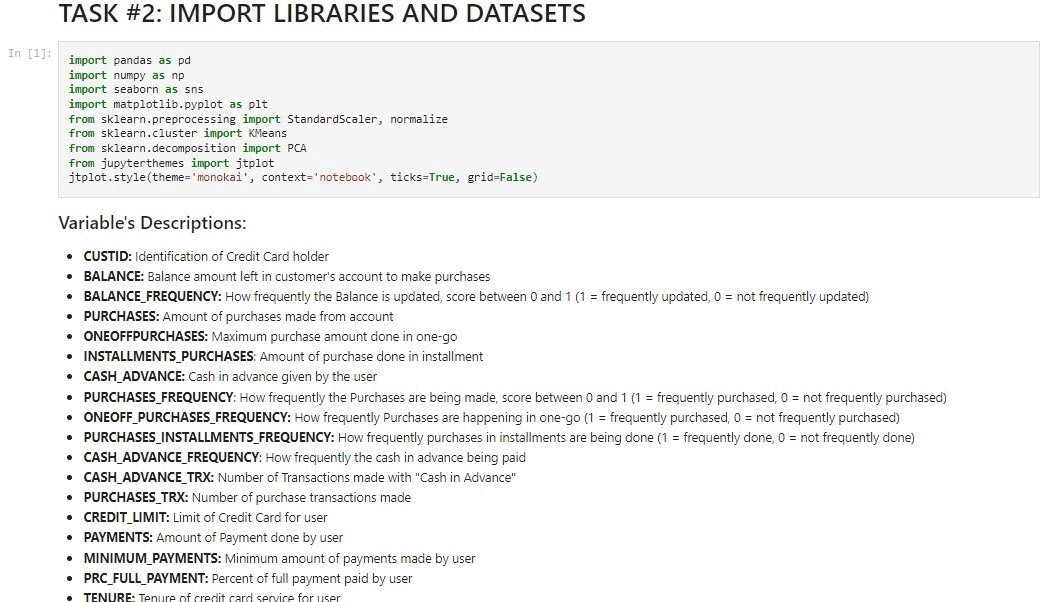 TASK #2: IMPORT LIBRARIES AND DATASETS
In [1]:
import pandas as pd
import numpy as np
import seaborn as sns
import matplotlib.pyplot as plt
from sklearn.preprocessing import StandardScaler, normalize
from sklearn.cluster import KMeans
from sklearn.decomposition import PCA
from jupyterthemes import jtplot
jtplot.style(theme='monokai', context='notebook', ticks=True, grid=False)
Variable's Descriptions:
• CUSTID: Identification of Credit Card holder
• BALANCE: Balance amount left in customer's account to make purchases
• BALANCE_FREQUENCY: How frequently the Balance is updated, score between 0 and 1 (1 = frequently updated, 0 = not frequently updated)
• PURCHASES: Amount of purchases made from account
• ONEOFFPURCHASES: Maximum purchase amount done in one-go
• INSTALLMENTS_PURCHASES: Amount of purchase done in installment
• CASH_ADVANCE: Cash in advance given by the user
• PURCHASES_FREQUENCY: How frequently the Purchases are being made, score between 0 and 1 (1 = frequently purchased, 0 = not frequently purchased)
• ONEOFF_PURCHASES_FREQUENCY: How frequently Purchases are happening in one-go (1 = frequently purchased, 0 = not frequently purchased)
• PURCHASES_INSTALLMENTS_FREQUENCY: How frequently purchases in installments are being done (1 = frequently done, 0 = not frequently done)
• CASH_ADVANCE_FREQUENCY: How frequently the cash in advance being paid
• CASH_ADVANCE_TRX: Number of Transactions made with "Cash in Advance"
• PURCHASES_TRX: Number of purchase transactions made
• CREDIT_LIMIT: Limit of Credit Card for user
• PAYMENTS: Amount of Payment done by user
• MINIMUM_PAYMENTS: Minimum amount of payments made by user
• PRC_FULL_PAYMENT: Percent of full payment paid by user
• TENURE: Tenure of credit card service for user